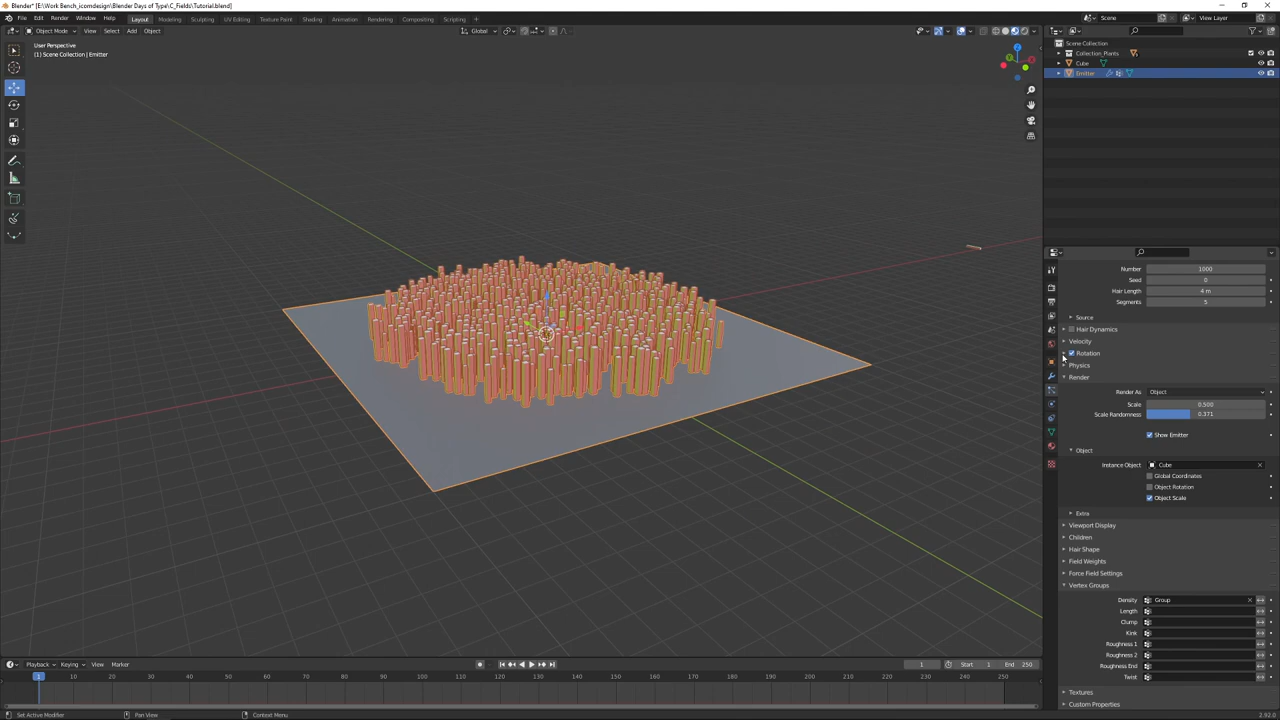 Blender* [E:\Work Bench_icomdesign\Blender Days of Type\C_Fields\Tutorial.blend]
File Edit Render Window Help Layout Modeling Sculpting UV Editing Texture Paint Shading Animation Rendering Compositing Scripting Scene View Layer
Object Mode View Select Add Object Global
User Perspective
(1) Scene Collection | Emitter
Scene Collection
Collection_Plants
Cube
Emitter
Number 1000
Seed 0
Hair Length 4 m
Segments 5
Source
Hair Dynamics
Velocity
Rotation
Physics
Render
Render As Object
Scale 0.500
Scale Randomness 0.371
Show Emitter
Object
Instance Object Cube
Global Coordinates
Object Rotation
Object Scale
Extra
Viewport Display
Children
Hair Shape
Field Weights
Force Field Settings
Vertex Groups
Density Group
Length
Clump
Kink
Roughness 1
Roughness 2
Roughness End
Twist
Textures
Custom Properties
Playback Keying View Marker 1 Start 1 End 250
1 10 20 30 40 50 60 70 80 90 100 110 120 130 140 150 160 170 180 190 200 210 220 230 240 250
Set Active Modifier Pan View Context Menu 2.92.0